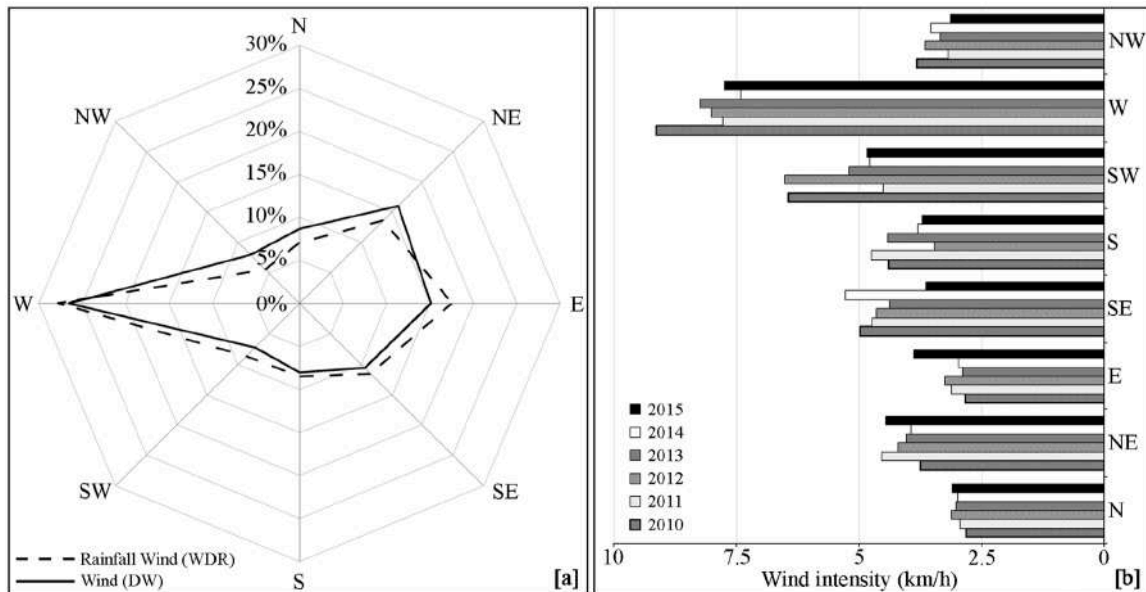 N
30%
25%
NW
NE
20%
15%
10%
5%
W
0%
E
SW
SE
Rainfall Wind (WDR)
Wind (DW)
S
[a]
NW
W
SW
S
SE
E
NE
N
2015
2014
2013
2012
2011
2010
10
7.5
5
2.5
0
Wind intensity (km/h)
[b]